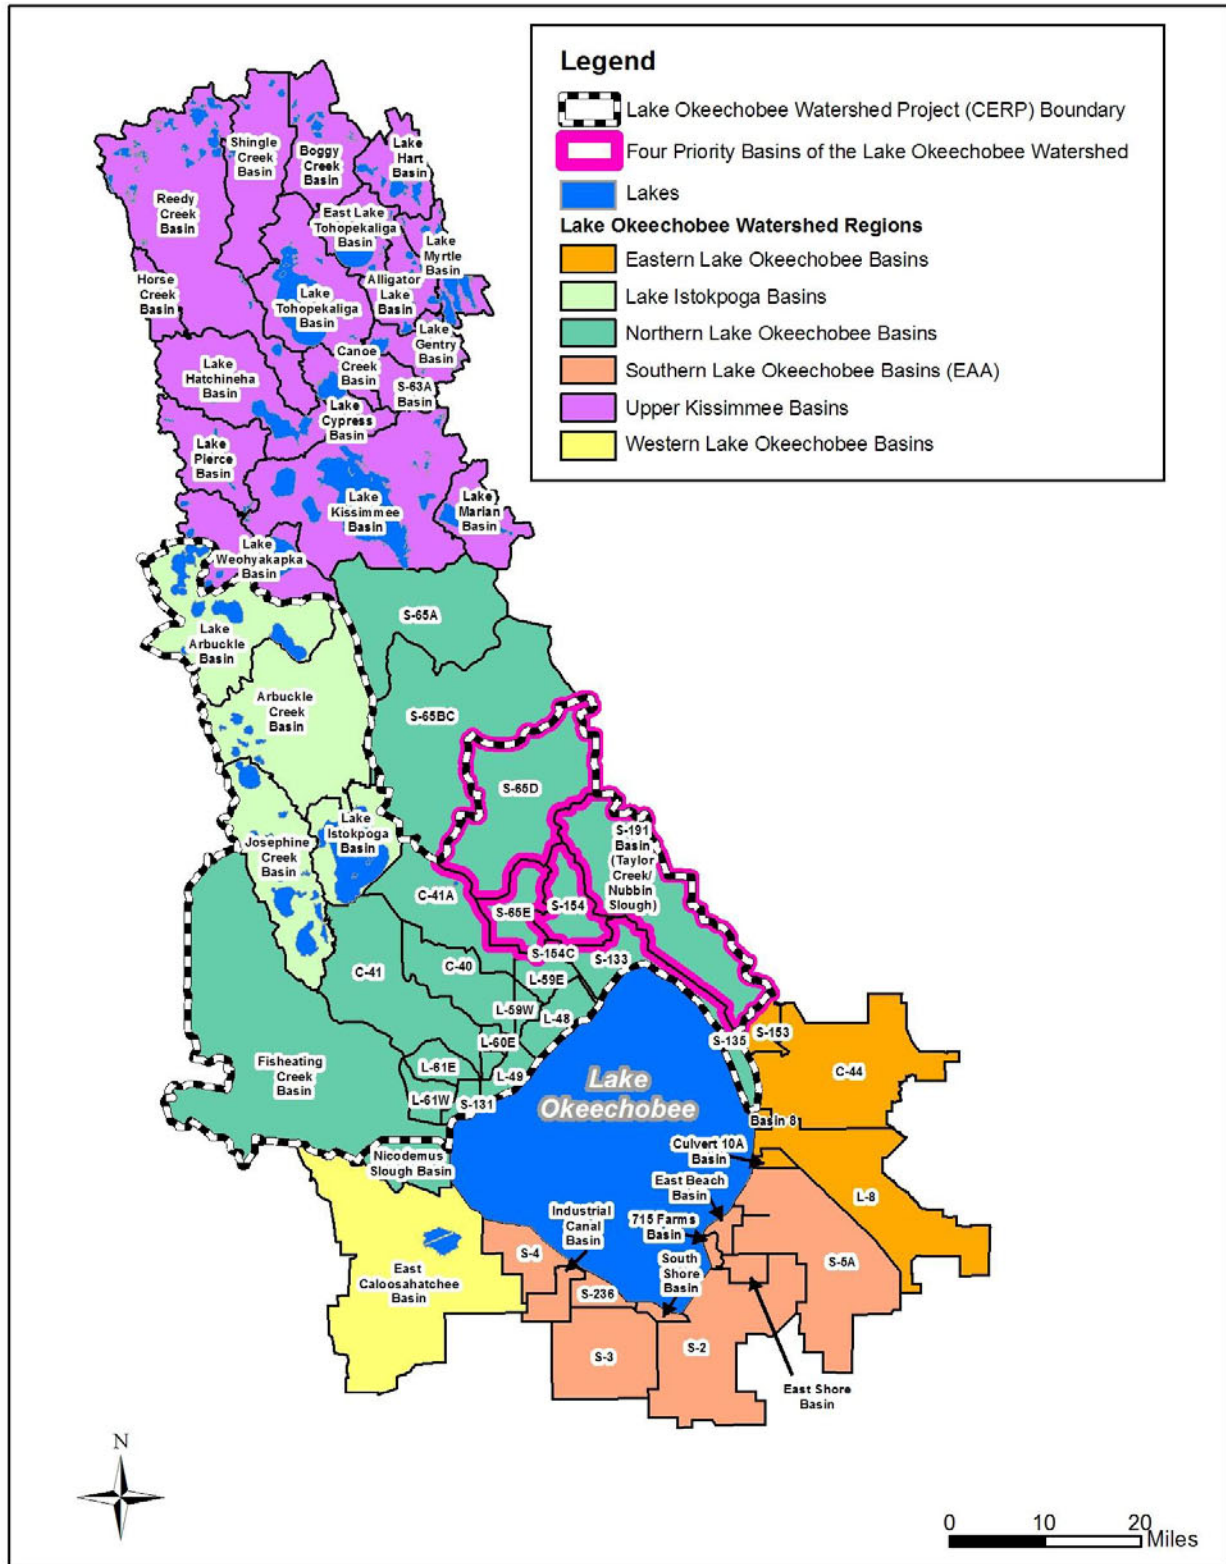 Legend
Lake Okeechobee Watershed Project (CERP) Boundary
Four Priority Basins of the Lake Okeechobee Watershed
Lakes
Lake Okeechobee Watershed Regions
Eastern Lake Okeechobee Basins
Lake Istokpoga Basins
Northern Lake Okeechobee Basins
Southern Lake Okeechobee Basins (EAA)
Upper Kissimmee Basins
Western Lake Okeechobee Basins
Shingle
Creek
Basin
Boggy
Creek
Basin
Lake
Hart
Basin
Reedy
Creek
Basin
East Lake
Tohopekaliga
Basin
Lake
Myrtle
Basin
Horse
Creek
Basin
Lake
Tohopekaliga
Basin
Alligator
Lake
Basin
Lake
Gentry
Basin
Canoe
Creek
Basin
Lake
Hatchineha
Basin
S-63A
Basin
Lake
Cypress
Basin
Lake
Pierce
Basin
Lake
Kissimmee
Basin
Lake
Marian
Basin
Lake
Weohyakapka
Basin
S-65A
Lake
Arbuckle
Basin
Arbuckle
Creek
Basin
S-65BC
S-65D
Lake
Istokpoga
Basin
Josephine
Creek
Basin
S-191
Basin
(Taylor
Creek/
Nubbin
Slough)
C-41A
S-65E
S-154
S-154C
S-133
C-41
C-40
L-59E
L-59W
L-48
L-60E
L-61E
L-49
L-61W
S-131
Fisheating
Creek
Basin
Nicodemus
Slough Basin
Lake
Okeechobee
S-135
S-153
C-44
Basin 8
Culvert 10A
Basin
L-8
East Beach
Basin
715 Farms
Basin
Industrial
Canal
Basin
South
Shore
Basin
S-4
S-5A
East
Caloosahatchee
Basin
S-236
S-3
S-2
East Shore
Basin
N
0 10 20
Miles